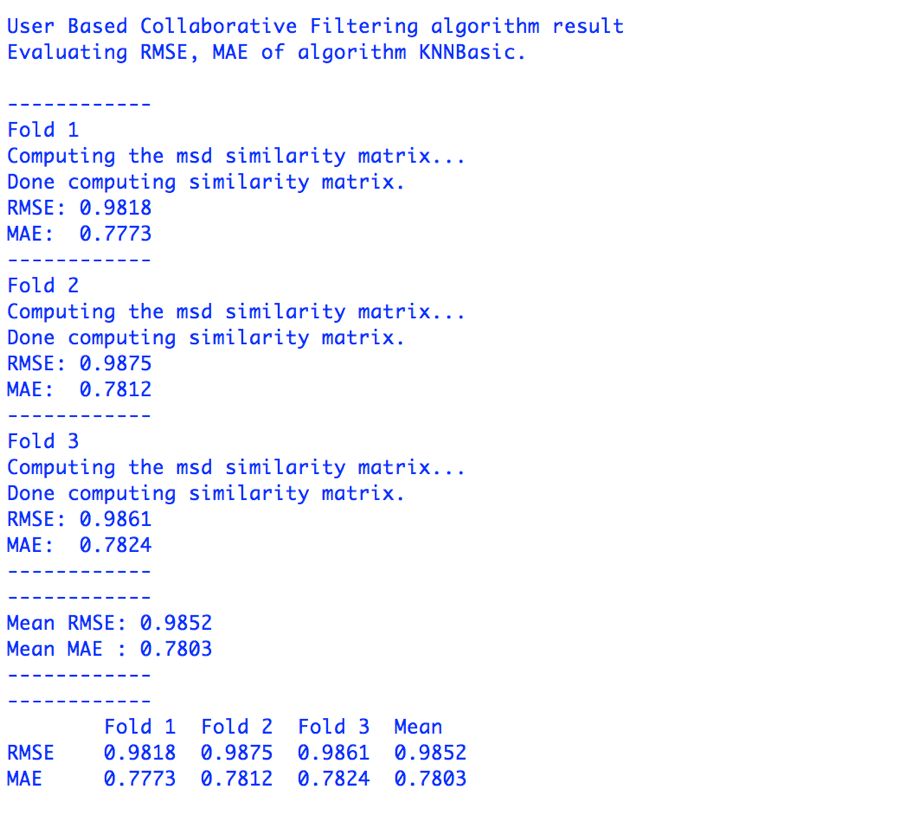 User Based Collaborative Filtering algorithm result
Evaluating RMSE, MAE of algorithm KNNBasic.
------------
Fold 1
Computing the msd similarity matrix...
Done computing similarity matrix.
RMSE: 0.9818
MAE:  0.7773
------------
Fold 2
Computing the msd similarity matrix...
Done computing similarity matrix.
RMSE: 0.9875
MAE:  0.7812
------------
Fold 3
Computing the msd similarity matrix...
Done computing similarity matrix.
RMSE: 0.9861
MAE:  0.7824
------------
------------
Mean RMSE: 0.9852
Mean MAE : 0.7803
------------
------------
        Fold 1  Fold 2  Fold 3  Mean
RMSE    0.9818  0.9875  0.9861  0.9852
MAE     0.7773  0.7812  0.7824  0.7803